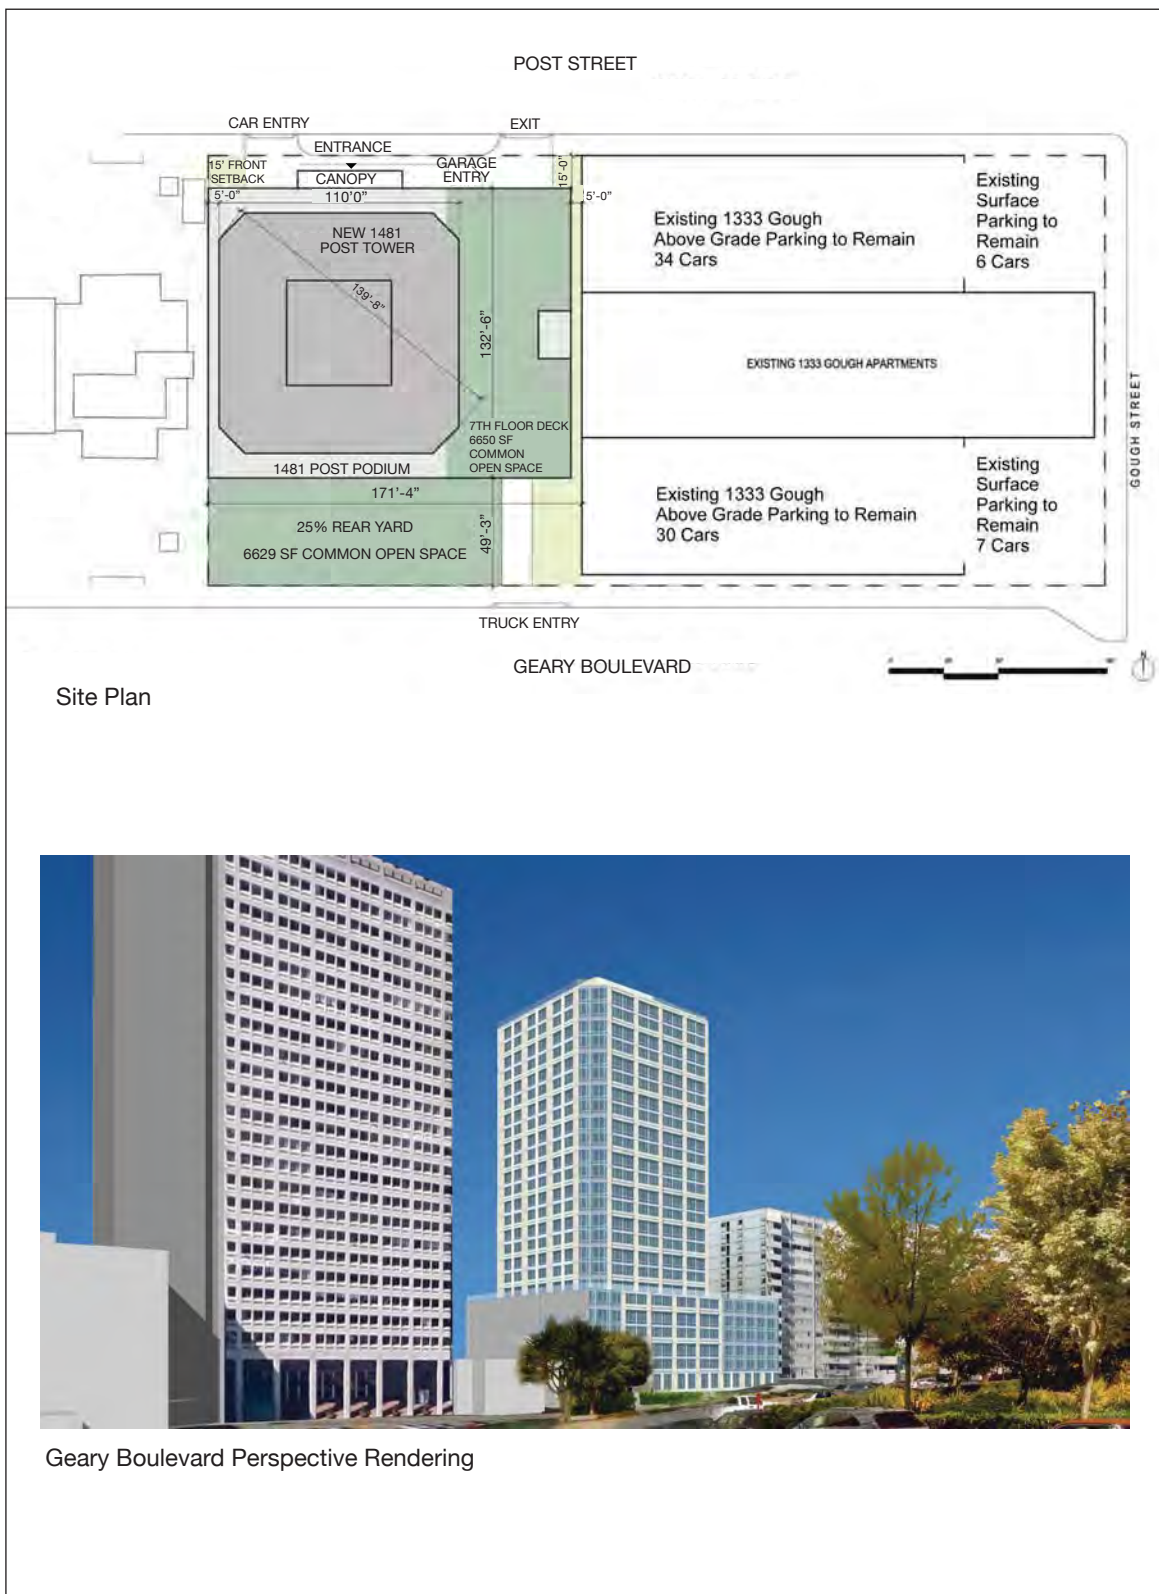 POST STREET
CAR ENTRY
EXIT
ENTRANCE
15' FRONT
SETBACK
CANOPY
GARAGE
ENTRY
15'-0"
5'-0"
110'0"
5'-0"
NEW 1481
POST TOWER
139'-8"
132'-6"
7TH FLOOR DECK
6650 SF
COMMON
OPEN SPACE
1481 POST PODIUM
171'-4"
25% REAR YARD
6629 SF COMMON OPEN SPACE
49'-3"
Existing 1333 Gough
Above Grade Parking to Remain
34 Cars
Existing
Surface
Parking to
Remain
6 Cars
EXISTING 1333 GOUGH APARTMENTS
GOUGH STREET
Existing 1333 Gough
Above Grade Parking to Remain
30 Cars
Existing
Surface
Parking to
Remain
7 Cars
TRUCK ENTRY
GEARY BOULEVARD
N
Site Plan
Geary Boulevard Perspective Rendering